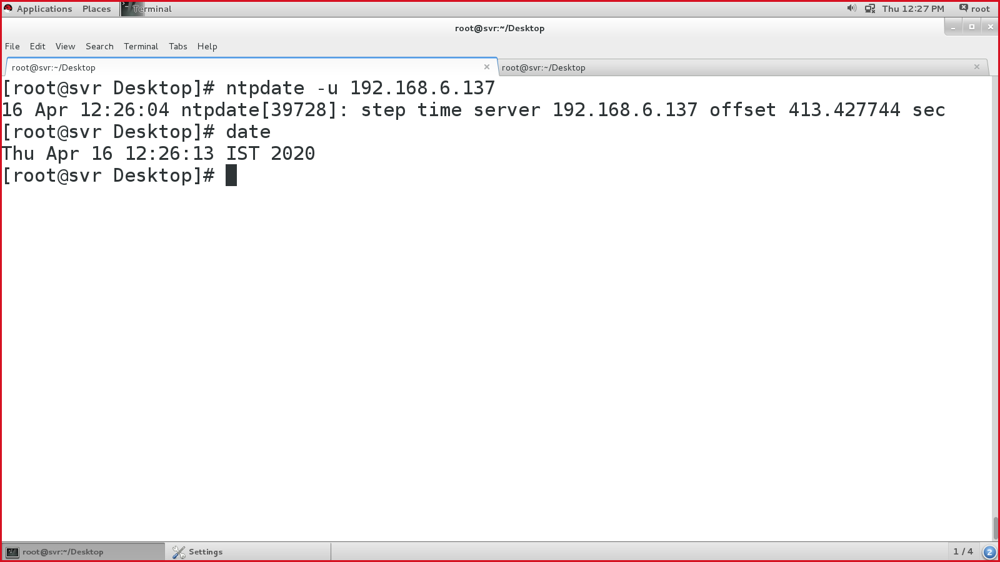 Applications Places Terminal Thu 12:27 PM root
root@svr:~/Desktop
File Edit View Search Terminal Tabs Help
root@svr:~/Desktop root@svr:~/Desktop
[root@svr Desktop]# ntpdate -u 192.168.6.137
16 Apr 12:26:04 ntpdate[39728]: step time server 192.168.6.137 offset 413.427744 sec
[root@svr Desktop]# date
Thu Apr 16 12:26:13 IST 2020
[root@svr Desktop]#
root@svr:~/Desktop Settings 1 / 4 2